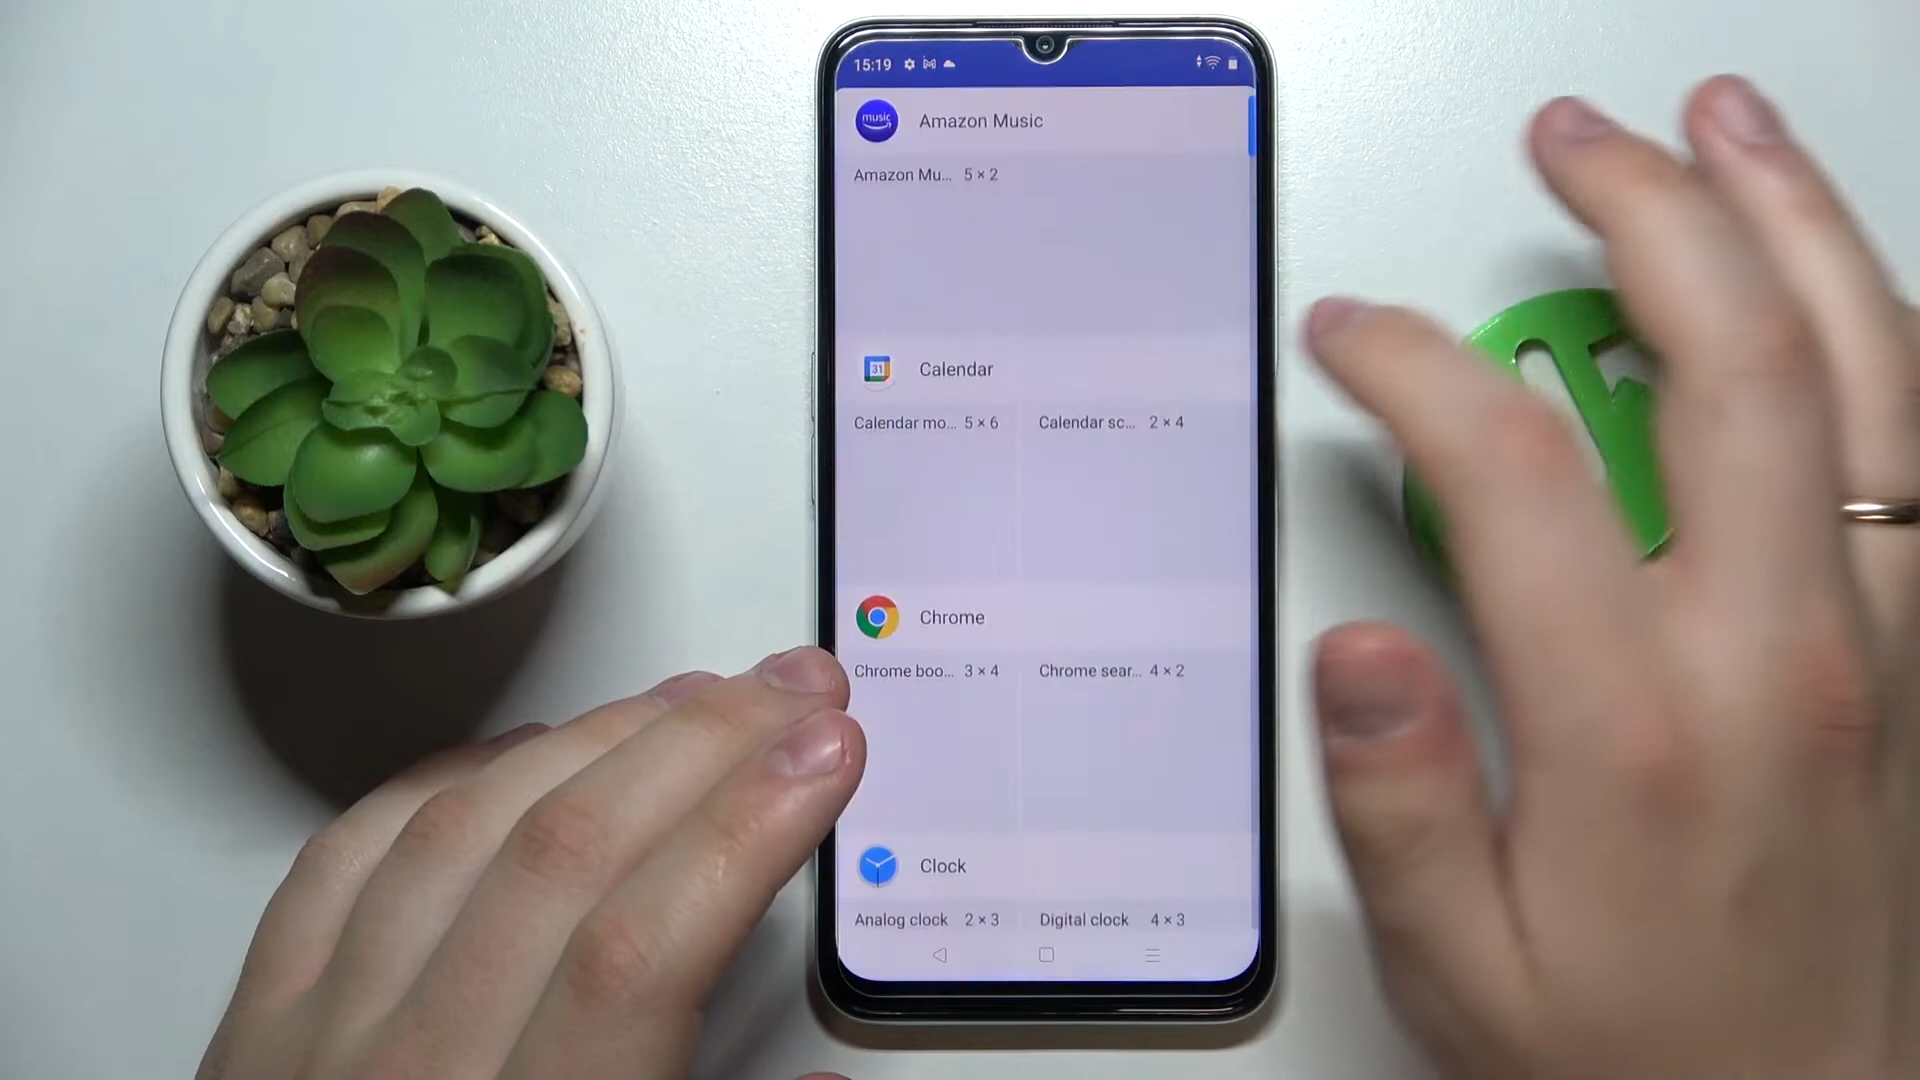 15:19
music
Amazon Music
Amazon Mu... 5 × 2
31
Calendar
Calendar mo... 5 × 6
Calendar sc... 2 × 4
Chrome
Chrome boo... 3 × 4
Chrome sear... 4 × 2
Clock
Analog clock 2 × 3
Digital clock 4 × 3